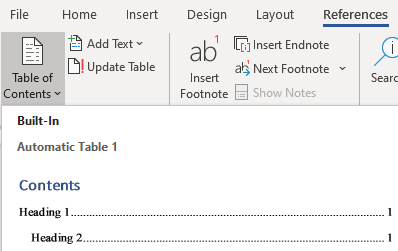 File Home Insert Design Layout References
Table of Contents
Add Text
Update Table
ab1
Insert Footnote
Insert Endnote
ab Next Footnote
Show Notes
Searc
Built-In
Automatic Table 1
Contents
Heading 1 1
Heading 2 1